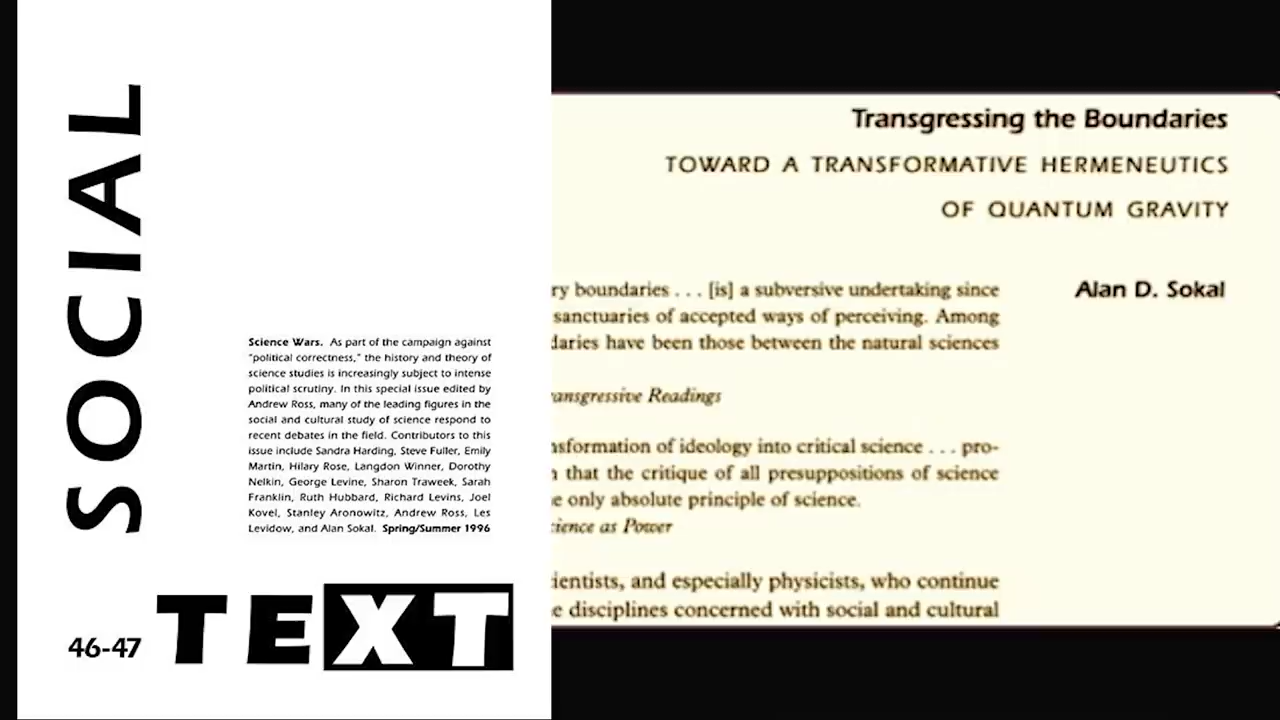 SOCIAL
Science Wars. As part of the campaign against
"political correctness," the history and theory of
science studies is increasingly subject to intense
political scrutiny. In this special issue edited by
Andrew Ross, many of the leading figures in the
social and cultural study of science respond to
recent debates in the field. Contributors to this
issue include Sandra Harding, Steve Fuller, Emily
Martin, Hilary Rose, Langdon Winner, Dorothy
Nelkin, George Levine, Sharon Traweek, Sarah
Franklin, Ruth Hubbard, Richard Levins, Joel
Kovel, Stanley Aronowitz, Andrew Ross, Les
Levidow, and Alan Sokal. Spring/Summer 1996
46-47 TEXT
Transgressing the Boundaries
TOWARD A TRANSFORMATIVE HERMENEUTICS
OF QUANTUM GRAVITY
Alan D. Sokal
ry boundaries . . . [is] a subversive undertaking since
sanctuaries of accepted ways of perceiving. Among
daries have been those between the natural sciences
ansgressive Readings
nsformation of ideology into critical science . . . pro-
n that the critique of all presuppositions of science
e only absolute principle of science.
cience as Power
ientists, and especially physicists, who continue
e disciplines concerned with social and cultural